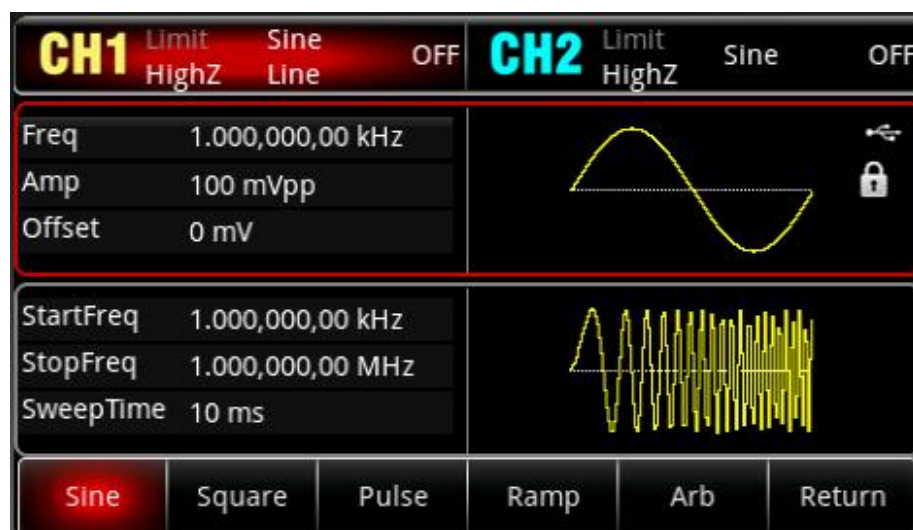 CH1 Limit Sine OFF CH2 Limit Sine OFF
HighZ Line HighZ
Freq 1.000,000,00 kHz
Amp 100 mVpp
Offset 0 mV
StartFreq 1.000,000,00 kHz
StopFreq 1.000,000,00 MHz
SweepTime 10 ms
Sine Square Pulse Ramp Arb Return